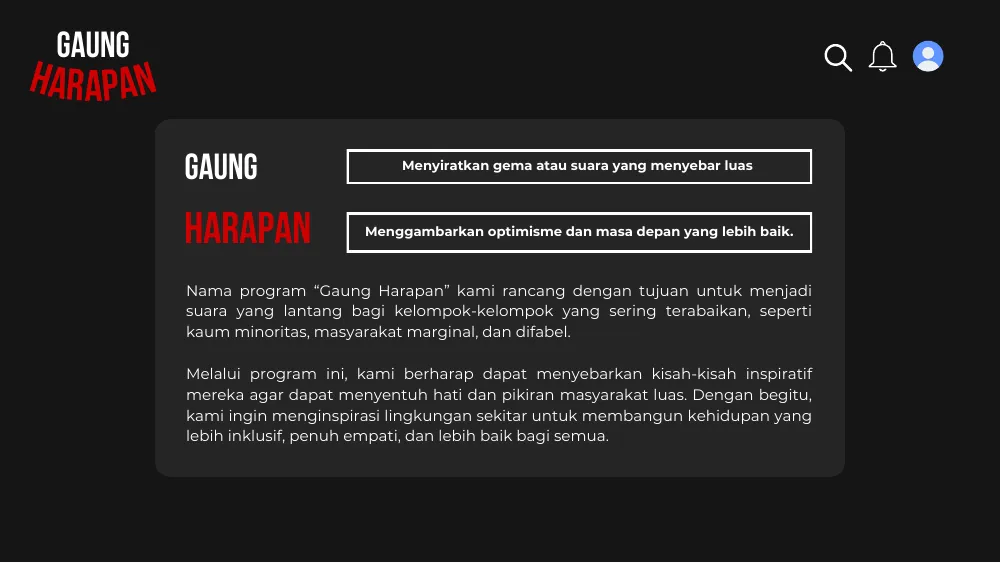 GAUNG
HARAPAN
GAUNG
Menyiratkan gema atau suara yang menyebar luas
HARAPAN
Menggambarkan optimisme dan masa depan yang lebih baik.
Nama program “Gaung Harapan” kami rancang dengan tujuan untuk menjadi
suara yang lantang bagi kelompok-kelompok yang sering terabaikan, seperti
kaum minoritas, masyarakat marginal, dan difabel.
Melalui program ini, kami berharap dapat menyebarkan kisah-kisah inspiratif
mereka agar dapat menyentuh hati dan pikiran masyarakat luas. Dengan begitu,
kami ingin menginspirasi lingkungan sekitar untuk membangun kehidupan yang
lebih inklusif, penuh empati, dan lebih baik bagi semua.